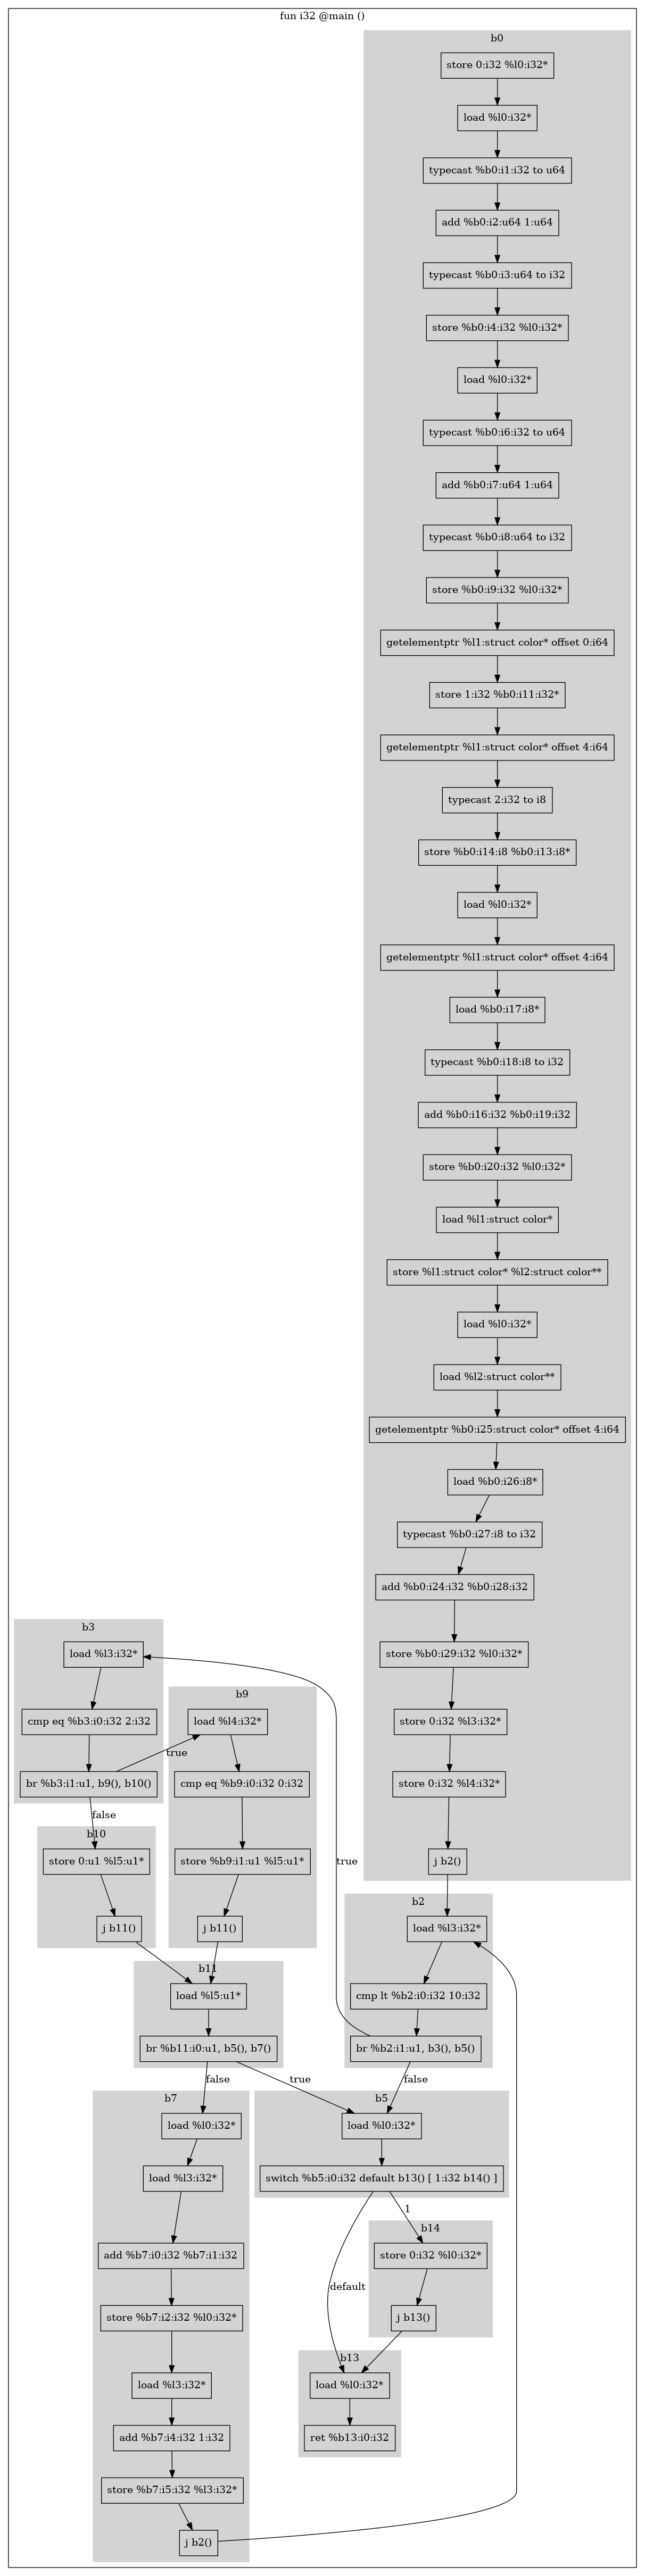 fun i32 @main ()
b0
store 0:i32 %l0:i32*
load %l0:i32*
typecast %b0:i1:i32 to u64
add %b0:i2:u64 1:u64
typecast %b0:i3:u64 to i32
store %b0:i4:i32 %l0:i32*
load %l0:i32*
typecast %b0:i6:i32 to u64
add %b0:i7:u64 1:u64
typecast %b0:i8:u64 to i32
store %b0:i9:i32 %l0:i32*
getelementptr %l1:struct color* offset 0:i64
store 1:i32 %b0:i11:i32*
getelementptr %l1:struct color* offset 4:i64
typecast 2:i32 to i8
store %b0:i14:i8 %b0:i13:i8*
load %l0:i32*
getelementptr %l1:struct color* offset 4:i64
load %b0:i17:i8*
typecast %b0:i18:i8 to i32
add %b0:i16:i32 %b0:i19:i32
store %b0:i20:i32 %l0:i32*
load %l1:struct color*
store %l1:struct color* %l2:struct color**
load %l0:i32*
load %l2:struct color**
getelementptr %b0:i25:struct color* offset 4:i64
load %b0:i26:i8*
typecast %b0:i27:i8 to i32
add %b0:i24:i32 %b0:i28:i32
store %b0:i29:i32 %l0:i32*
store 0:i32 %l3:i32*
store 0:i32 %l4:i32*
j b2()
b3
load %l3:i32*
cmp eq %b3:i0:i32 2:i32
br %b3:i1:u1, b9(), b10()
true
false
b9
load %l4:i32*
cmp eq %b9:i0:i32 0:i32
store %b9:i1:u1 %l5:u1*
j b11()
b10
store 0:u1 %l5:u1*
j b11()
true
b2
load %l3:i32*
cmp lt %b2:i0:i32 10:i32
br %b2:i1:u1, b3(), b5()
b11
load %l5:u1*
br %b11:i0:u1, b5(), b7()
false
true
false
b7
load %l0:i32*
load %l3:i32*
add %b7:i0:i32 %b7:i1:i32
store %b7:i2:i32 %l0:i32*
load %l3:i32*
add %b7:i4:i32 1:i32
store %b7:i5:i32 %l3:i32*
j b2()
b5
load %l0:i32*
switch %b5:i0:i32 default b13() [ 1:i32 b14() ]
1
default
b14
store 0:i32 %l0:i32*
j b13()
b13
load %l0:i32*
ret %b13:i0:i32